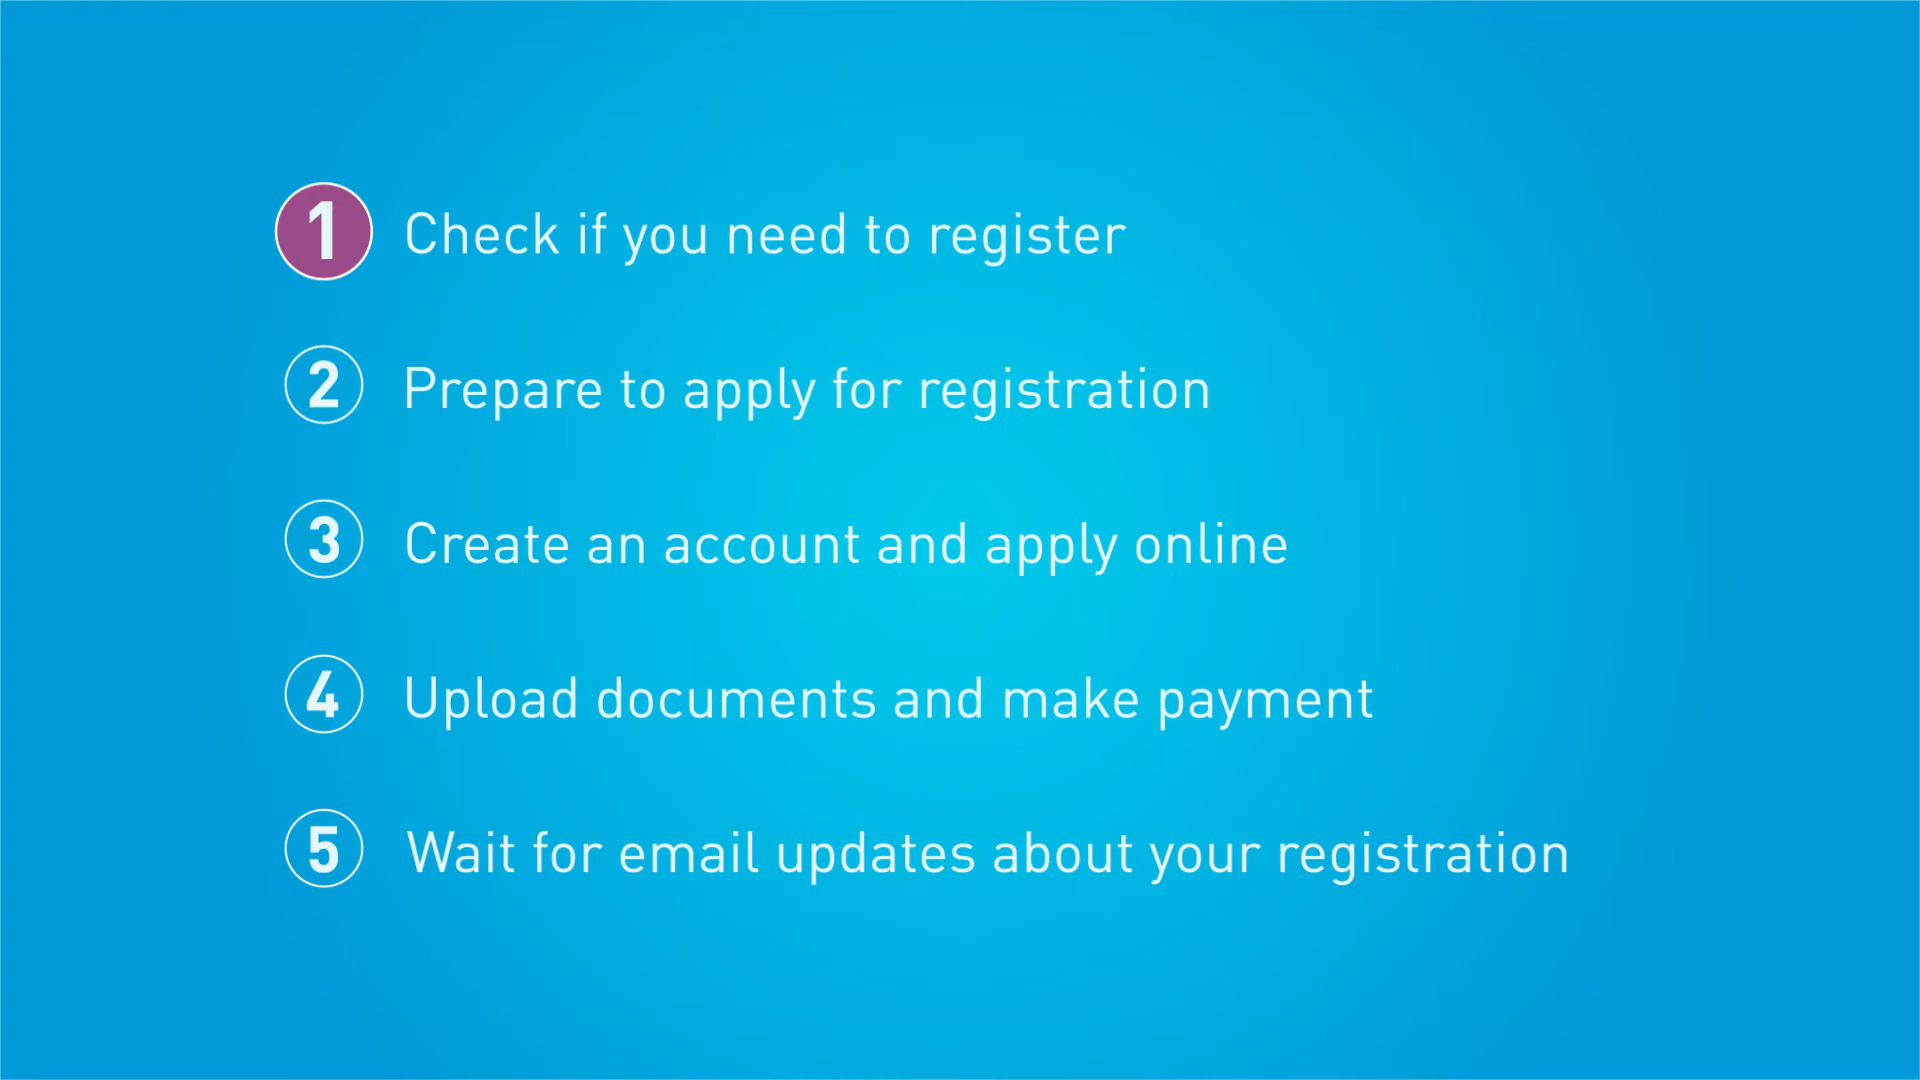 1 Check if you need to register
2 Prepare to apply for registration
3 Create an account and apply online
4 Upload documents and make payment
5 Wait for email updates about your registration